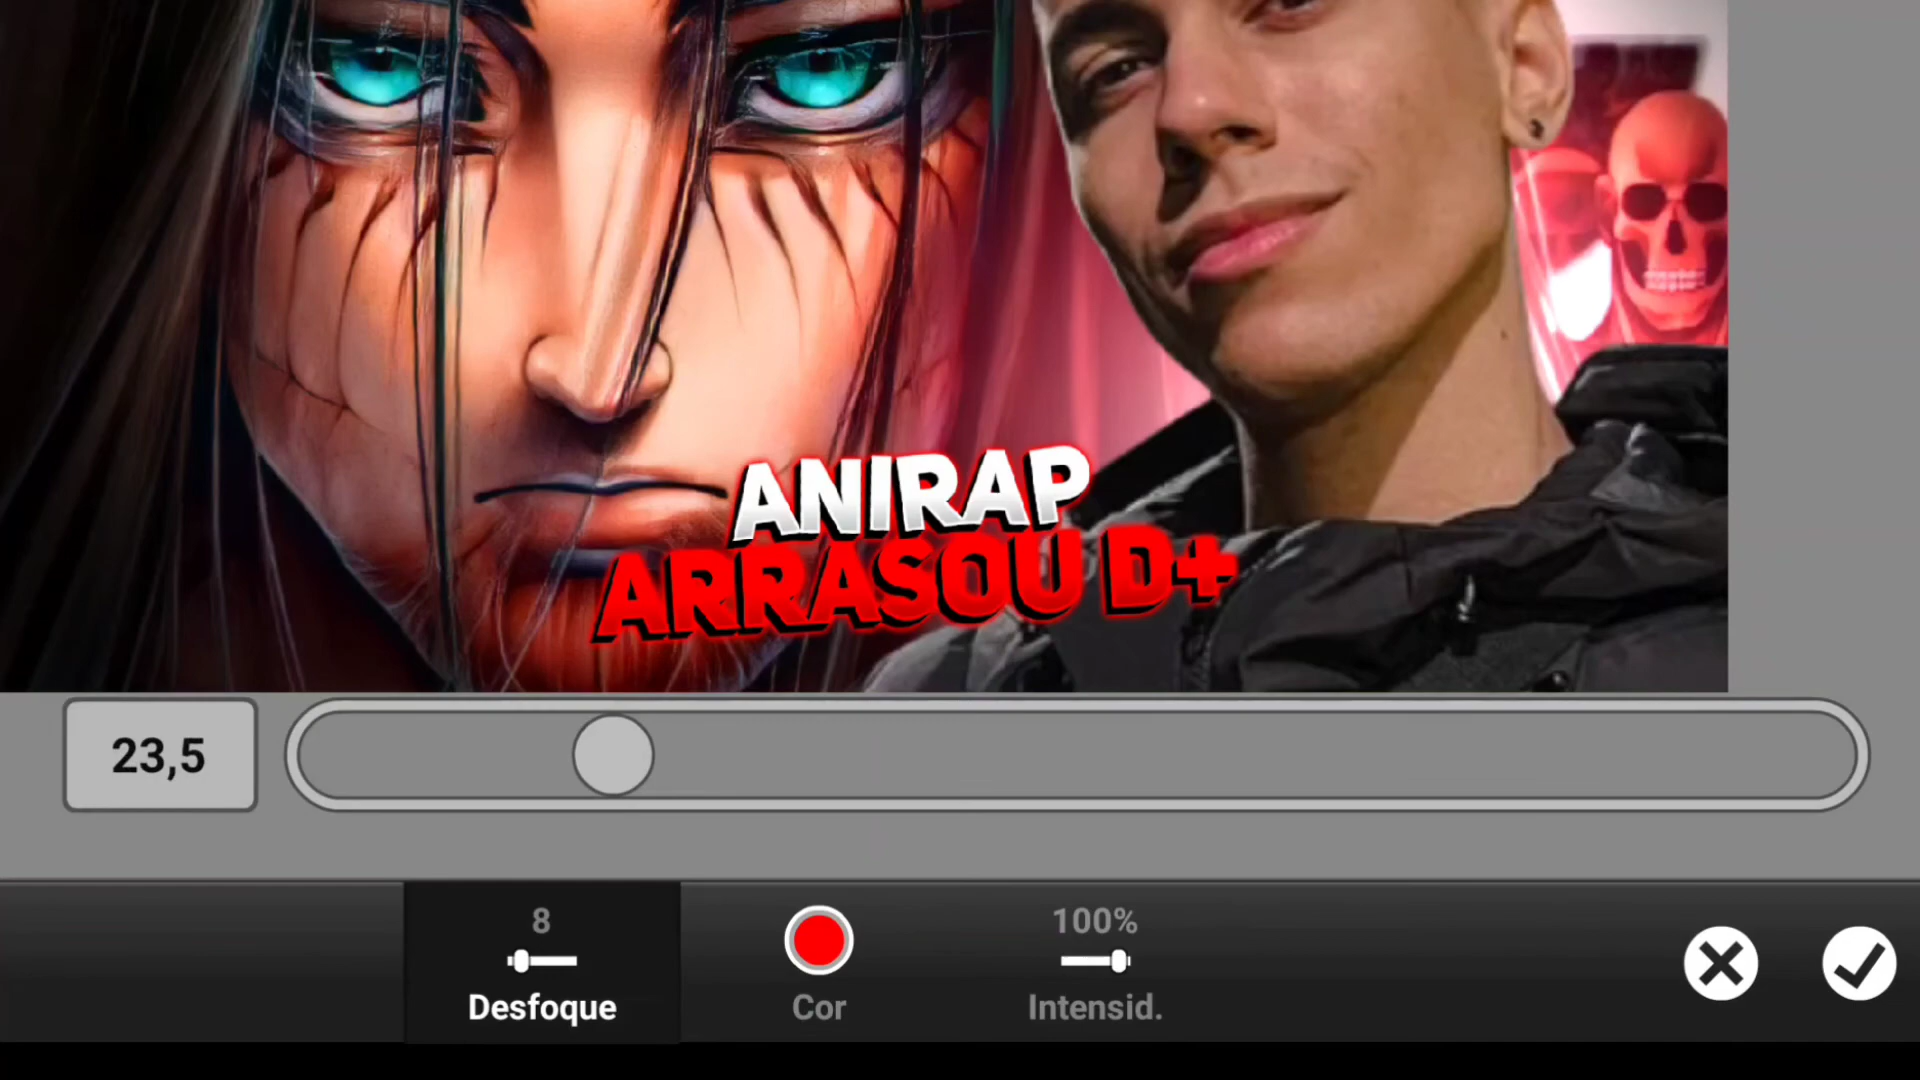 ANIRAP
ARRASOU D+
23,5
8
100%
Desfoque
Cor
Intensid.